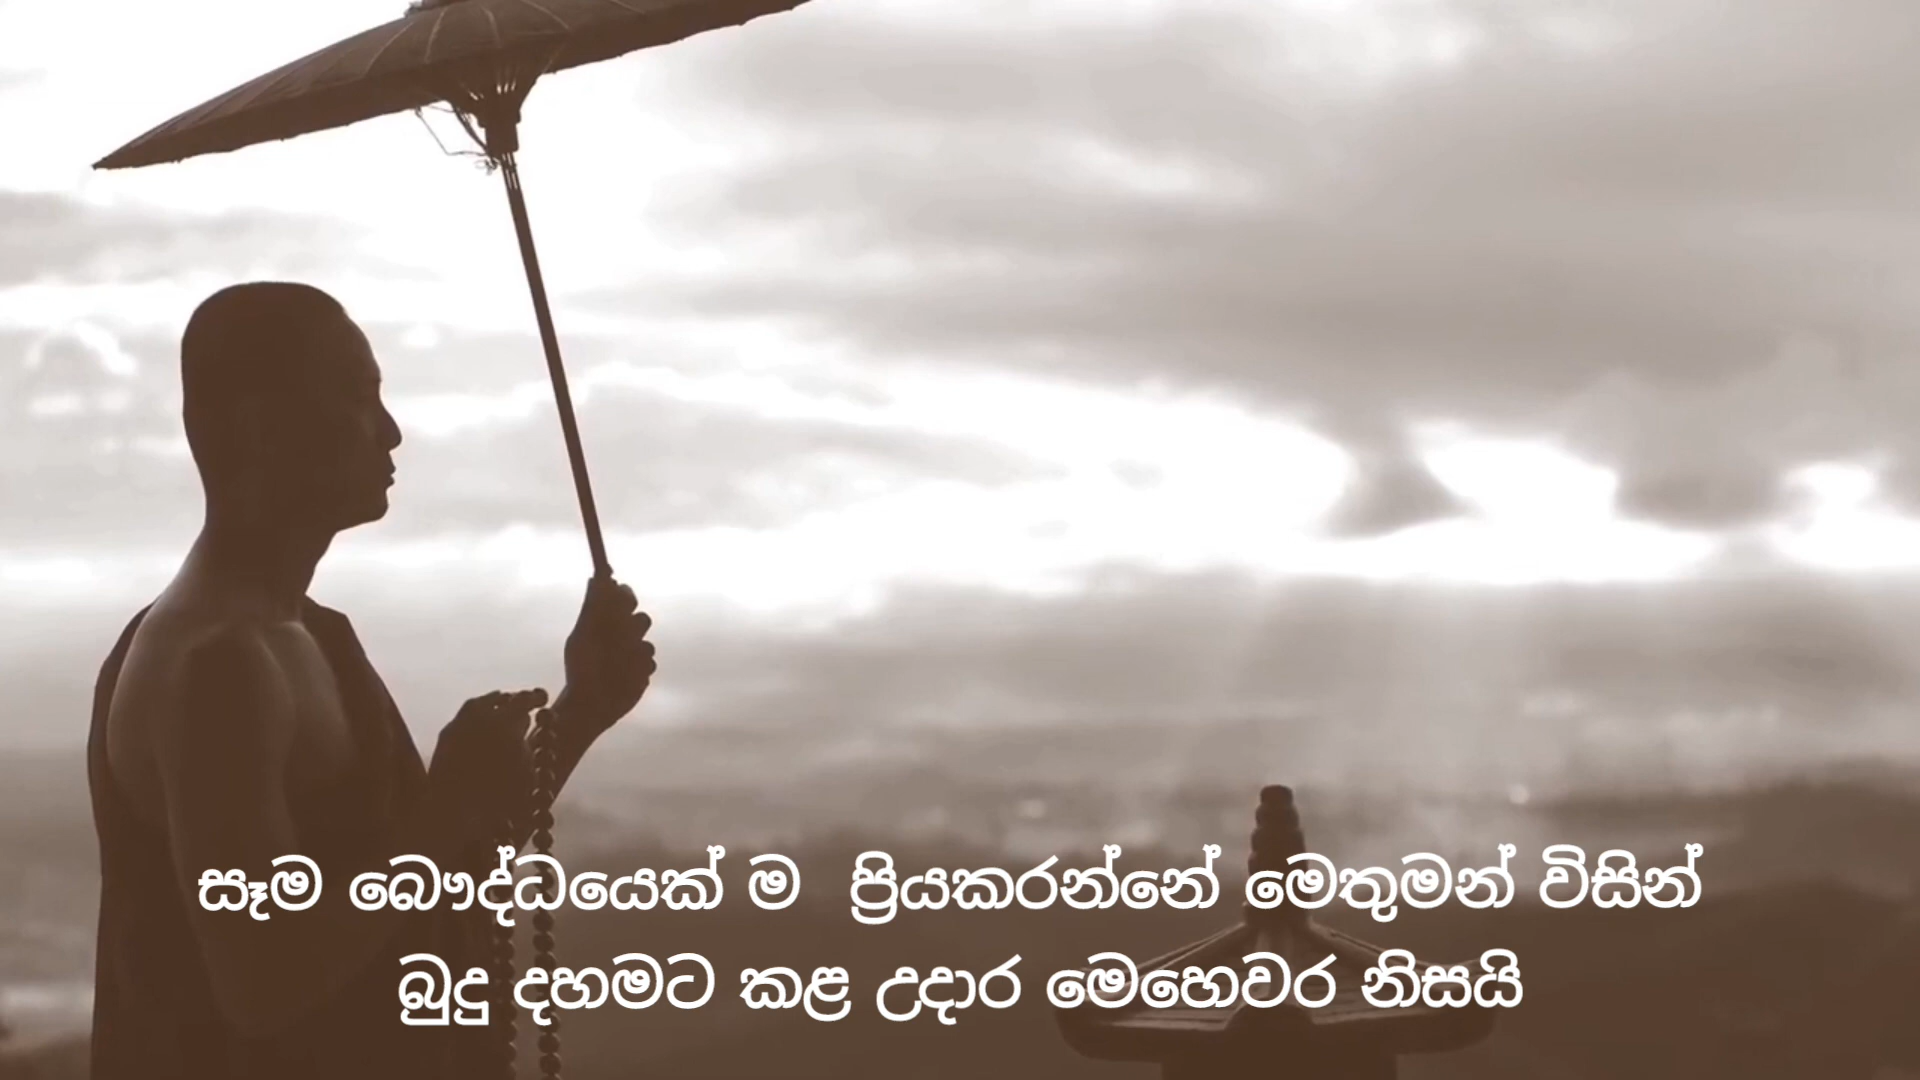 සෑම බෞද්ධයෙක් ම ප්‍රියකරන්නේ මෙතුමන් විසින්
බුදු දහමට කළ උදාර මෙහෙවර නිසයි